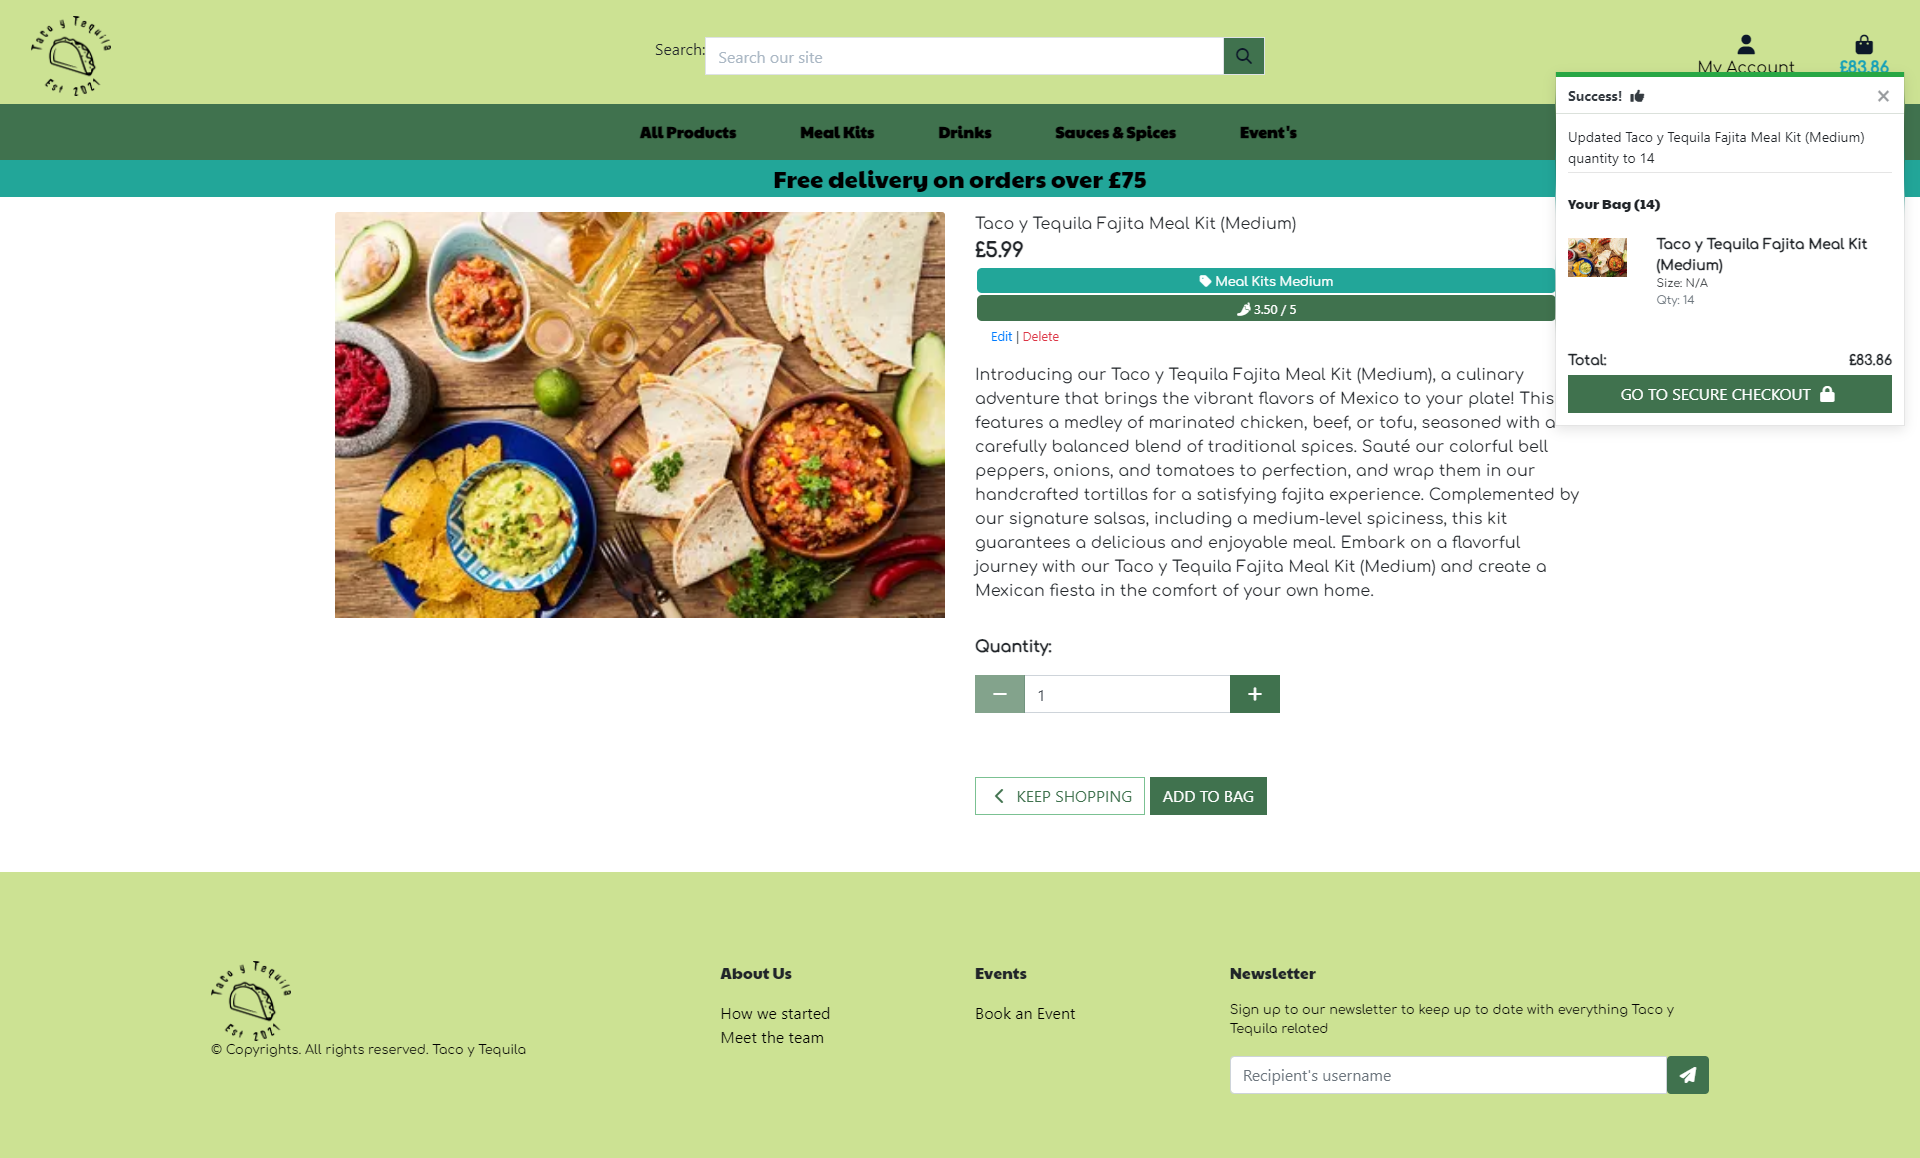 Taco y Tequila
Est 2021
Search:
Search our site
My Account
£83.86
All Products
Meal Kits
Drinks
Sauces & Spices
Event's
Free delivery on orders over £75
Success!
×
Updated Taco y Tequila Fajita Meal Kit (Medium)
quantity to 14
Your Bag (14)
Taco y Tequila Fajita Meal Kit
(Medium)
Size: N/A
Qty: 14
Total:
£83.86
GO TO SECURE CHECKOUT
Taco y Tequila Fajita Meal Kit (Medium)
£5.99
Meal Kits Medium
3.50 / 5
Edit | Delete
Introducing our Taco y Tequila Fajita Meal Kit (Medium), a culinary
adventure that brings the vibrant flavors of Mexico to your plate! This
features a medley of marinated chicken, beef, or tofu, seasoned with a
carefully balanced blend of traditional spices. Sauté our colorful bell
peppers, onions, and tomatoes to perfection, and wrap them in our
handcrafted tortillas for a satisfying fajita experience. Complemented by
our signature salsas, including a medium-level spiciness, this kit
guarantees a delicious and enjoyable meal. Embark on a flavorful
journey with our Taco y Tequila Fajita Meal Kit (Medium) and create a
Mexican fiesta in the comfort of your own home.
Quantity:
1
KEEP SHOPPING
ADD TO BAG
Taco y Tequila
Est 2021
© Copyrights. All rights reserved. Taco y Tequila
About Us
How we started
Meet the team
Events
Book an Event
Newsletter
Sign up to our newsletter to keep up to date with everything Taco y
Tequila related
Recipient's username